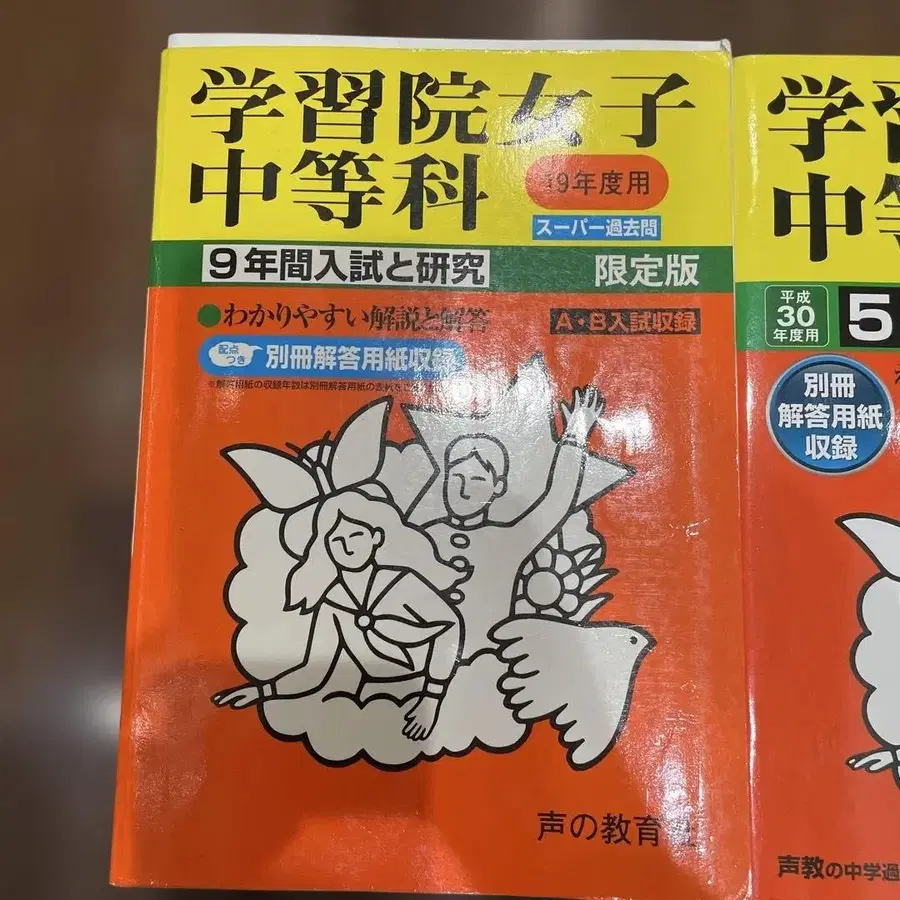 学習院女子
中等科
19年度用
スーパー過去問
9年間入試と研究
限定版
●わかりやすい解説と解答
A・B入試収録
配点つき
別冊解答用紙収録
声の教育社
学習
中等
平成
30
年度用
5
別冊
解答用紙
収録
声教の中学過